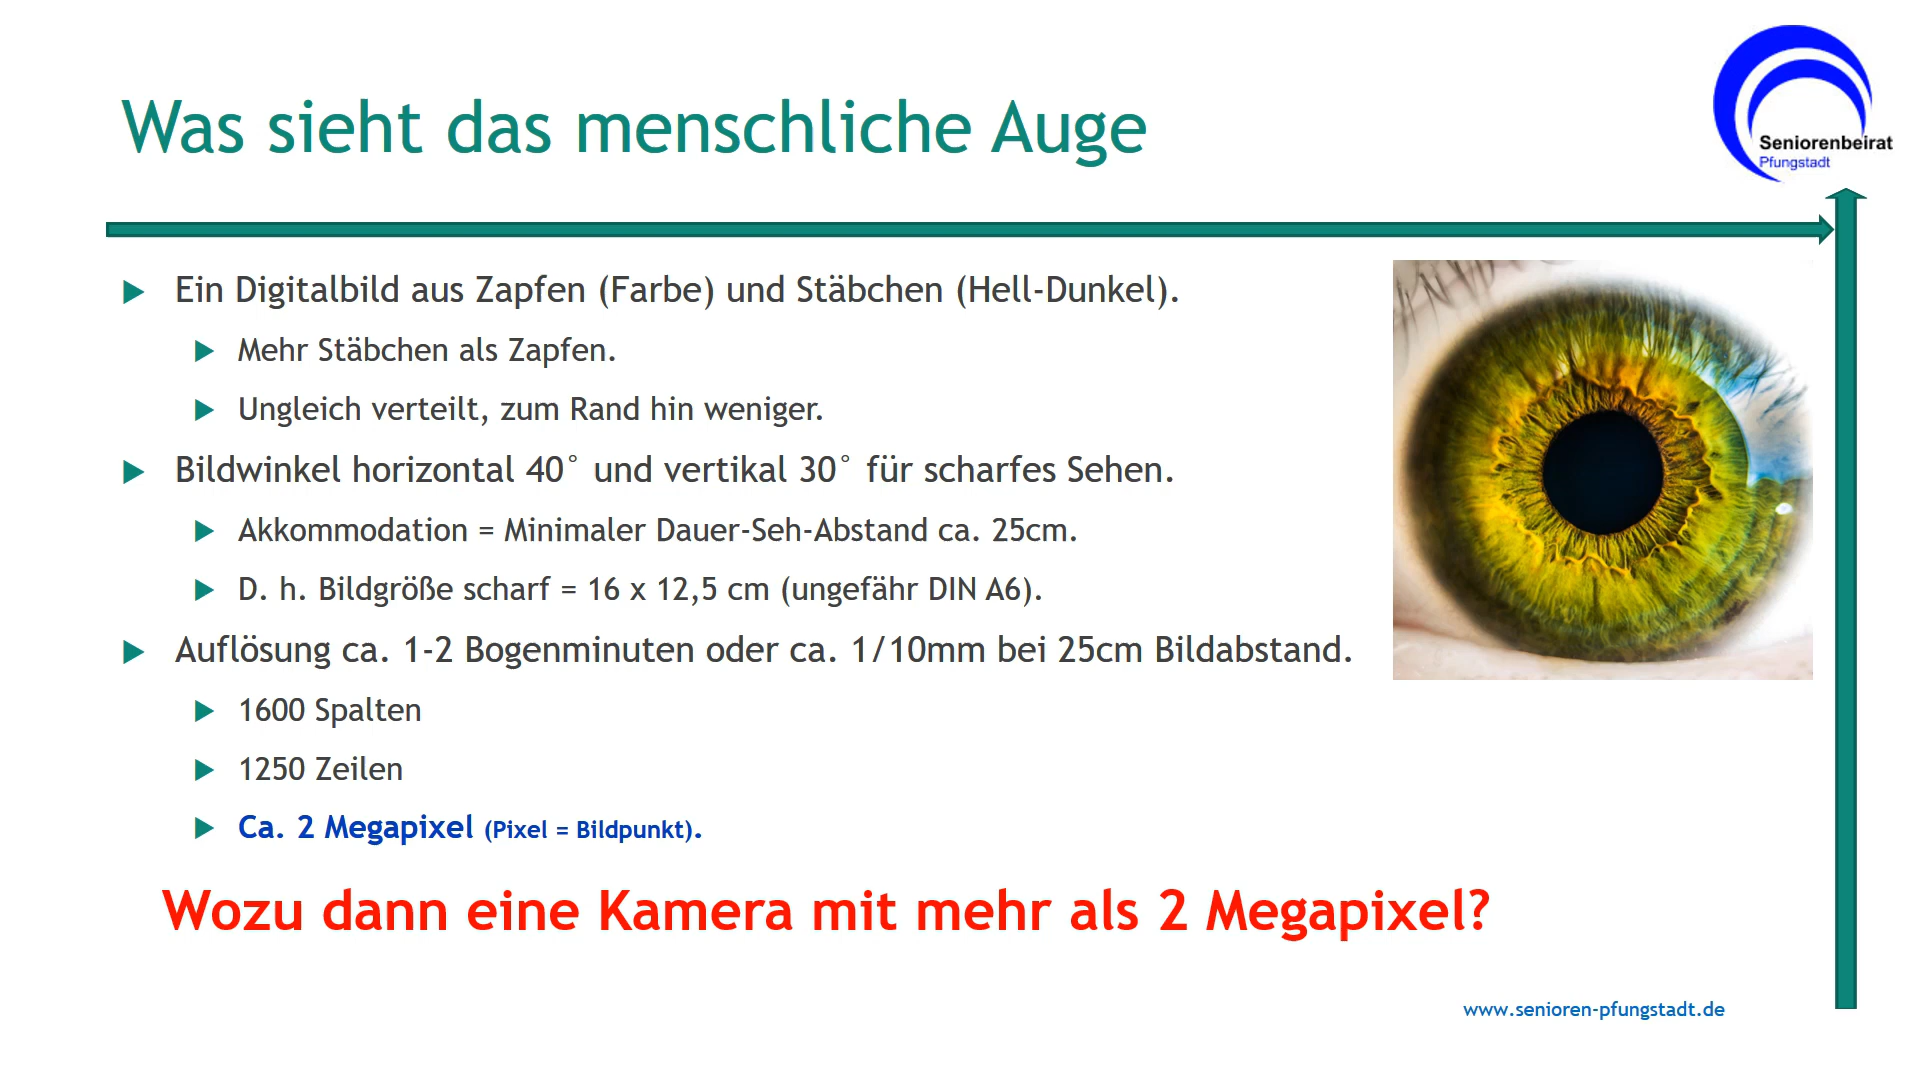 Was sieht das menschliche Auge
Seniorenbeirat
Pfungstadt
Ein Digitalbild aus Zapfen (Farbe) und Stäbchen (Hell-Dunkel).
Mehr Stäbchen als Zapfen.
Ungleich verteilt, zum Rand hin weniger.
Bildwinkel horizontal 40° und vertikal 30° für scharfes Sehen.
Akkommodation = Minimaler Dauer-Seh-Abstand ca. 25cm.
D. h. Bildgröße scharf = 16 x 12,5 cm (ungefähr DIN A6).
Auflösung ca. 1-2 Bogenminuten oder ca. 1/10mm bei 25cm Bildabstand.
1600 Spalten
1250 Zeilen
Ca. 2 Megapixel (Pixel = Bildpunkt).
Wozu dann eine Kamera mit mehr als 2 Megapixel?
www.senioren-pfungstadt.de